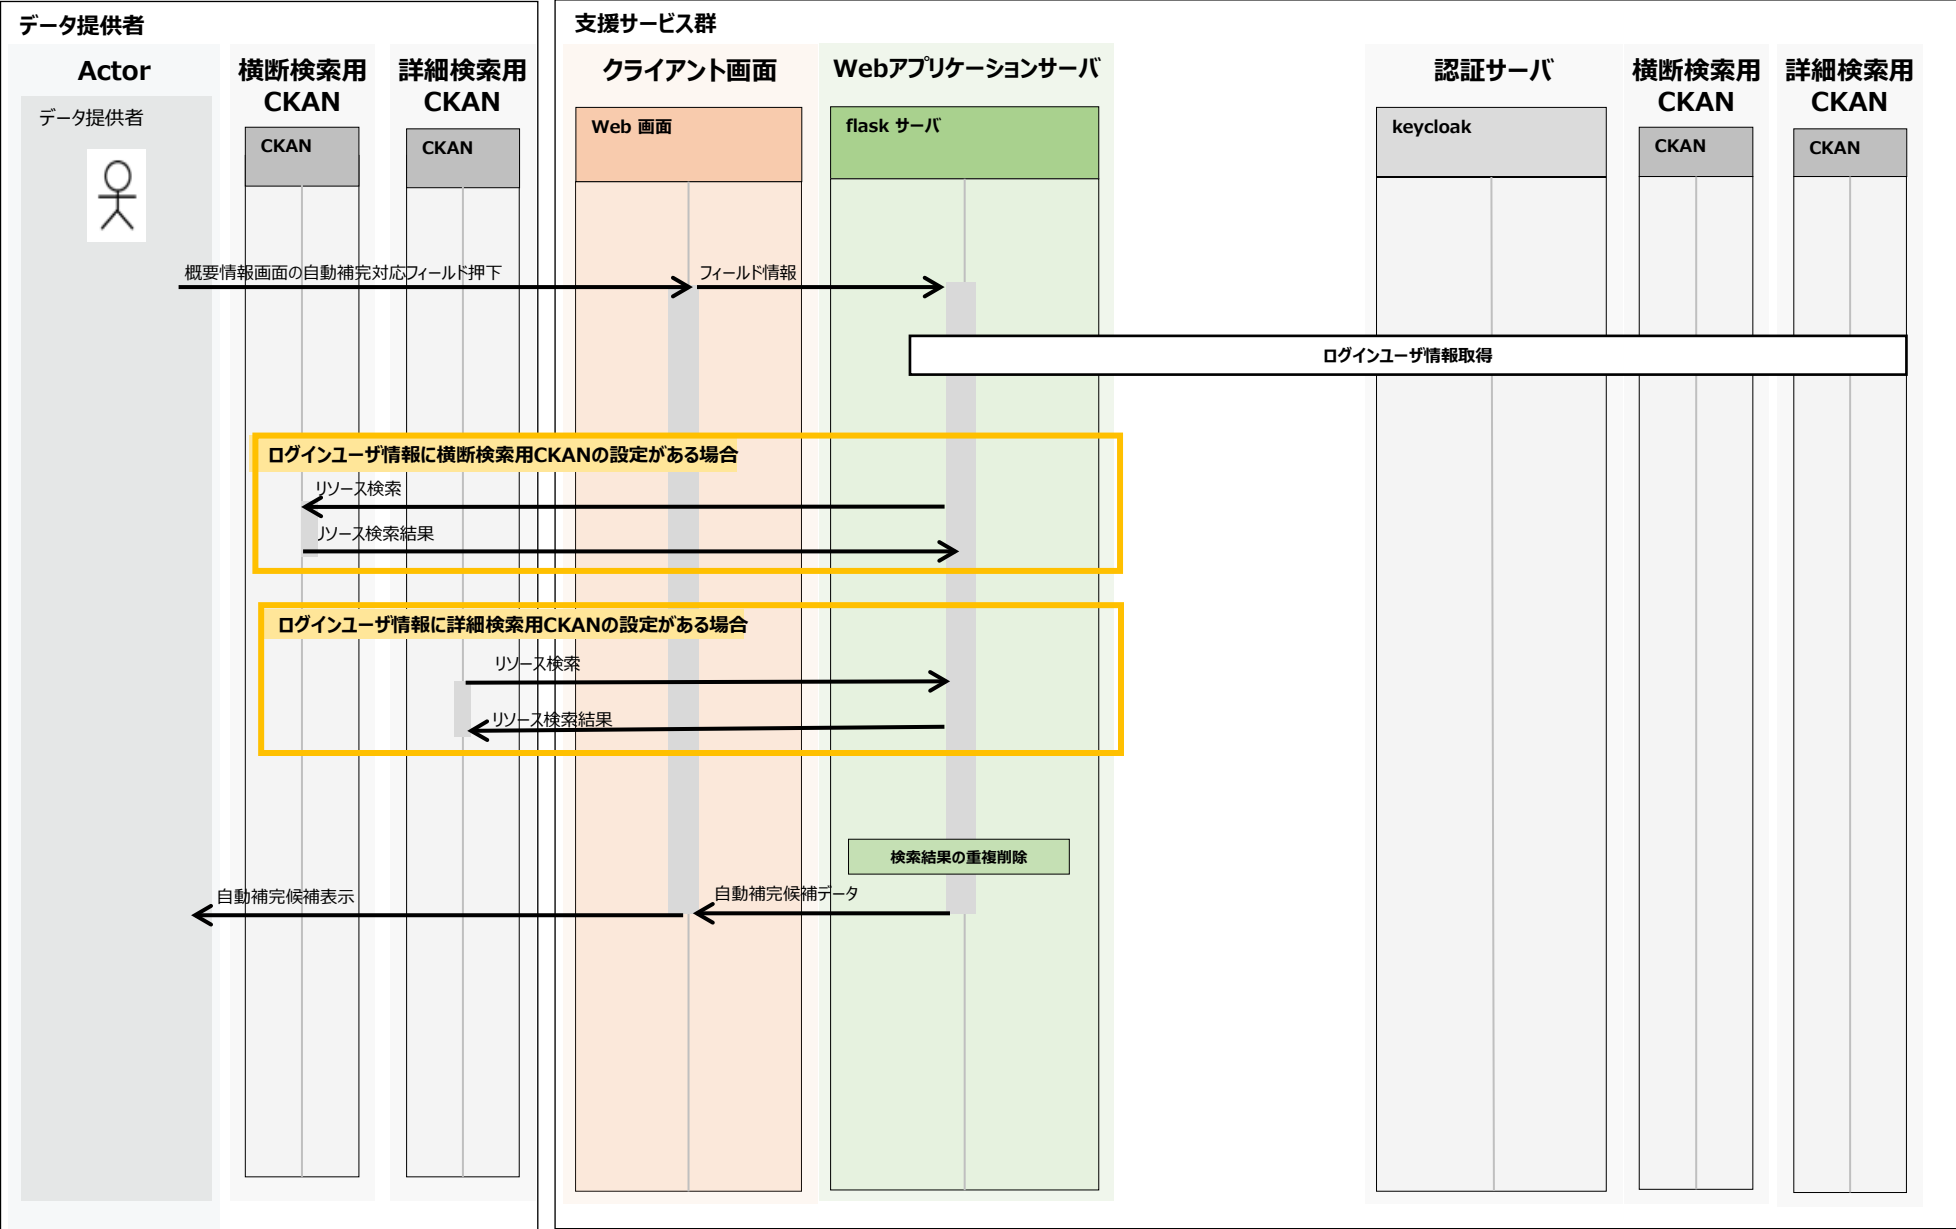 データ提供者
支援サービス群
Actor
横断検索用
CKAN
詳細検索用
CKAN
クライアント画面
Webアプリケーションサーバ
認証サーバ
横断検索用
CKAN
詳細検索用
CKAN
データ提供者
CKAN
CKAN
Web 画面
flask サーバ
keycloak
CKAN
CKAN
概要情報画面の自動補完対応フィールド押下
フィールド情報
ログインユーザ情報取得
ログインユーザ情報に横断検索用CKANの設定がある場合
リソース検索
リソース検索結果
ログインユーザ情報に詳細検索用CKANの設定がある場合
リソース検索
リソース検索結果
検索結果の重複削除
自動補完候補表示
自動補完候補データ